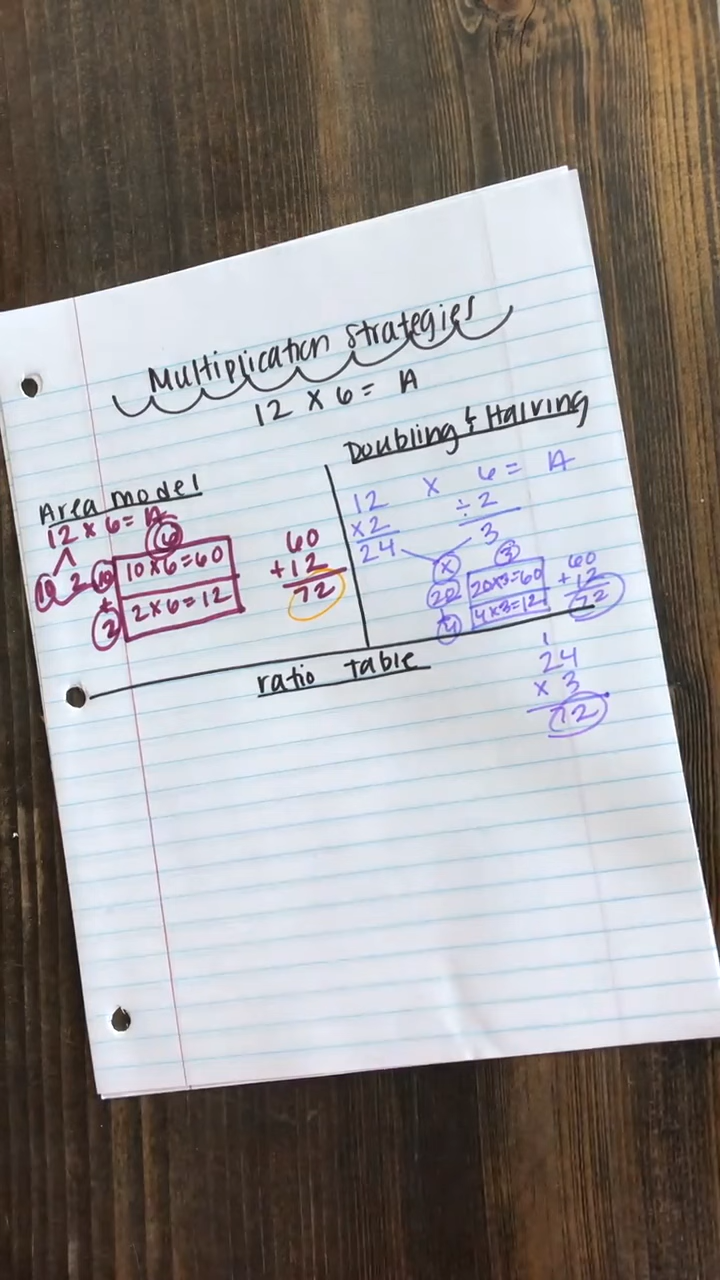 Multiplication Strategies
12 x 6 = A
Area model
12 x 6 = A
10 2
6
10 10x6=60
+
2 2x6=12
60
+12
72
Doubling & Halving
12 x 6 = A
x2 ÷2
24 3
x
3
20 20x3=60
+
4 4x3=12
60
+12
72
1
24
x 3
72
ratio table